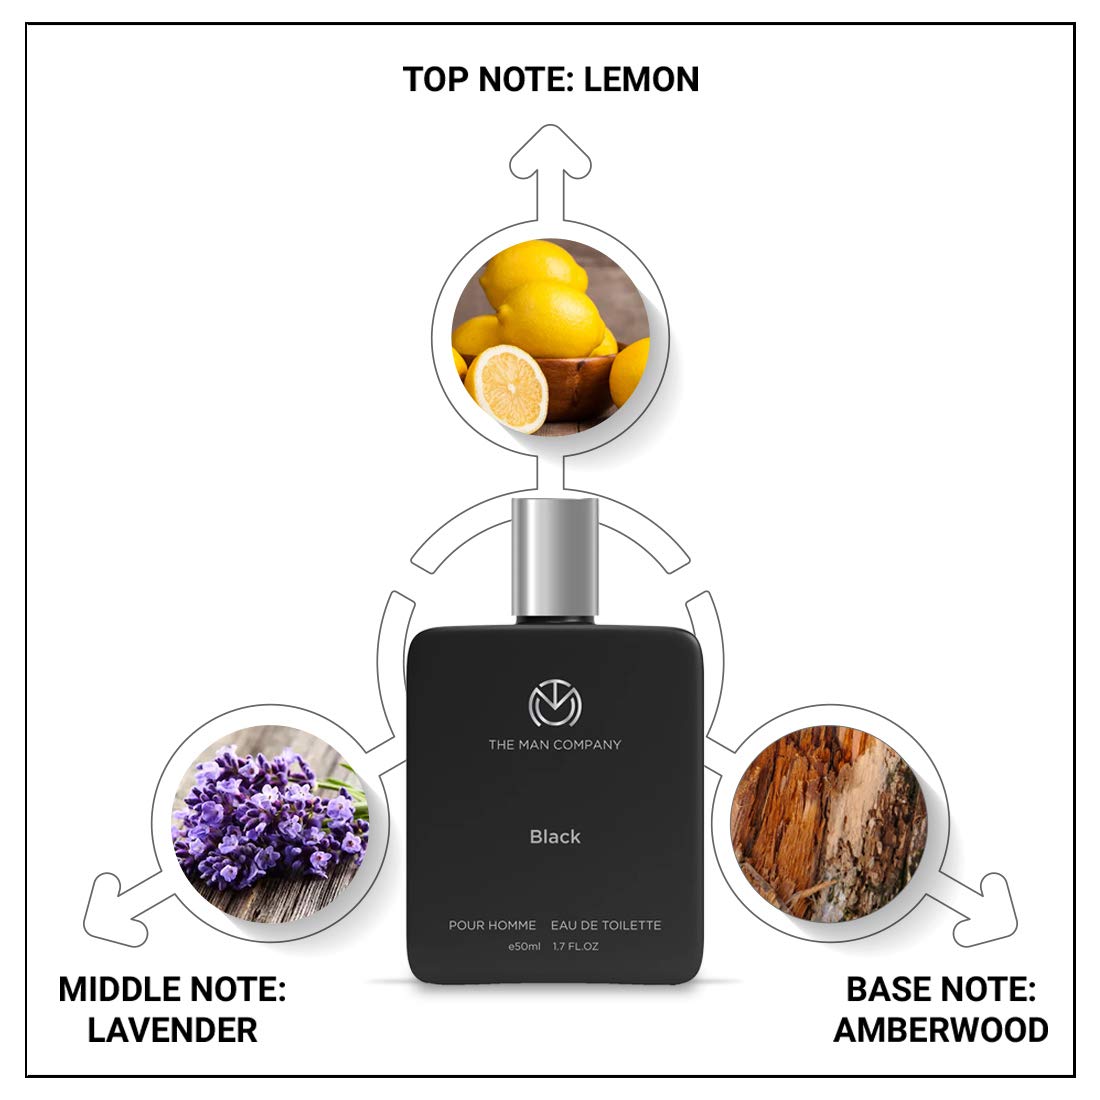 TOP NOTE: LEMON
THE MAN COMPANY
Black
POUR HOMME EAU DE TOILETTE
e50ml 1.7 FL.OZ
MIDDLE NOTE:
LAVENDER
BASE NOTE:
AMBERWOOD